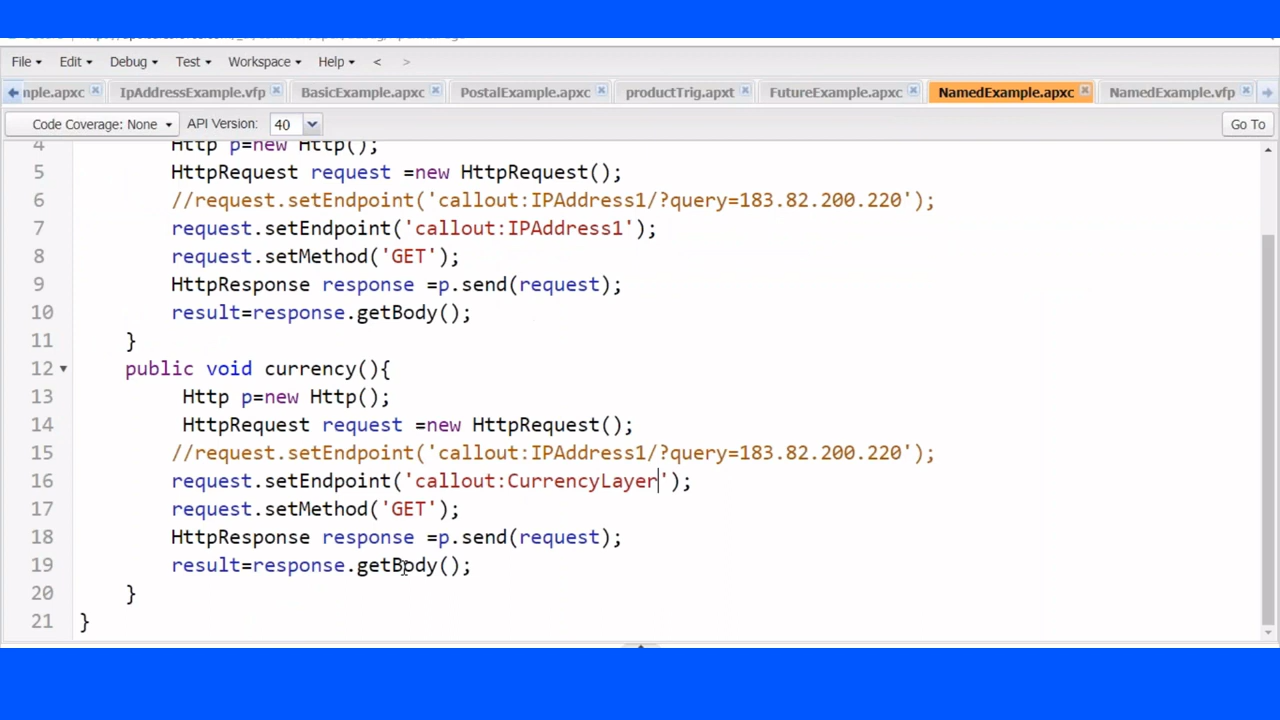 File Edit Debug Test Workspace Help < >
nple.apxc IpAddressExample.vfp BasicExample.apxc PostalExample.apxc productTrig.apxt FutureExample.apxc NamedExample.apxc NamedExample.vfp
Code Coverage: None API Version: 40 Go To
4 Http p=new Http();
5 HttpRequest request =new HttpRequest();
6 //request.setEndpoint('callout:IPAddress1/?query=183.82.200.220');
7 request.setEndpoint('callout:IPAddress1');
8 request.setMethod('GET');
9 HttpResponse response =p.send(request);
10 result=response.getBody();
11 }
12 public void currency(){
13 Http p=new Http();
14 HttpRequest request =new HttpRequest();
15 //request.setEndpoint('callout:IPAddress1/?query=183.82.200.220');
16 request.setEndpoint('callout:CurrencyLayer');
17 request.setMethod('GET');
18 HttpResponse response =p.send(request);
19 result=response.getBody();
20 }
21 }